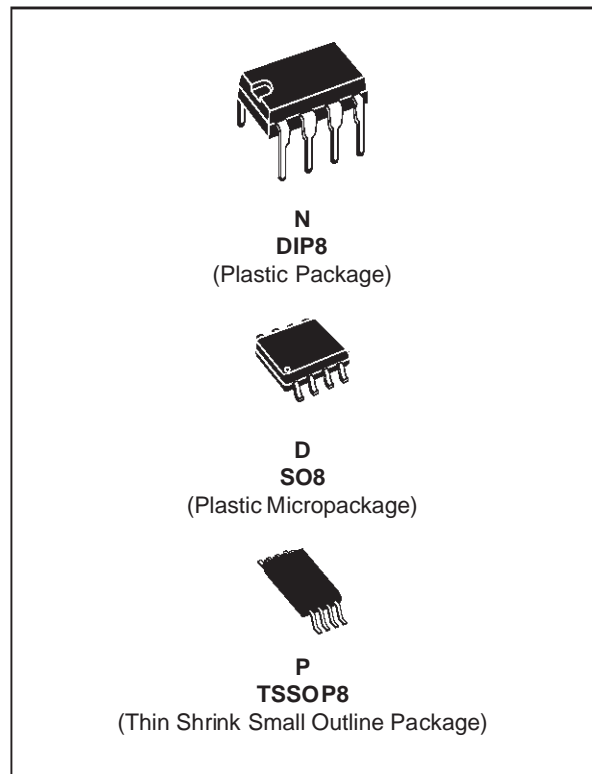 N
DIP8
(Plastic Package)
D
SO8
(Plastic Micropackage)
P
TSSOP8
(Thin Shrink Small Outline Package)